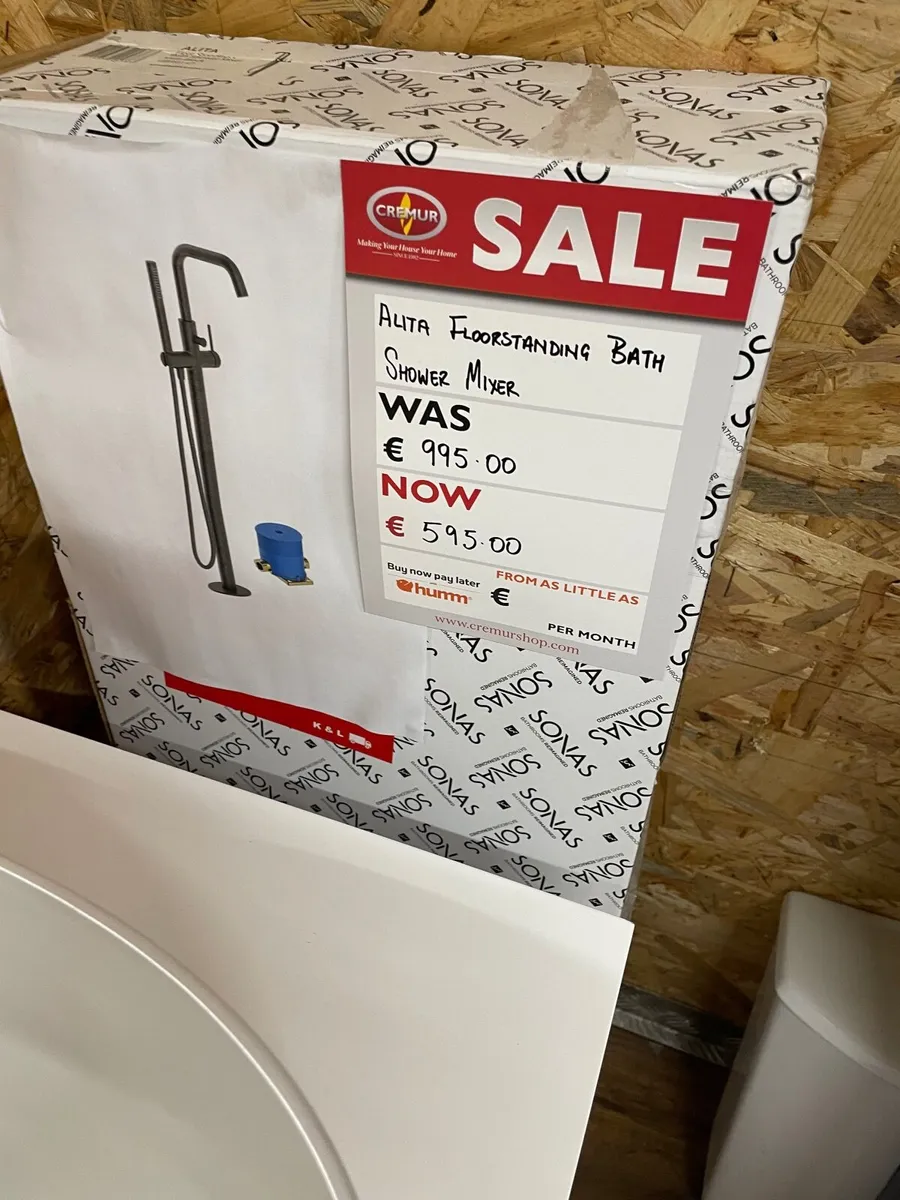 ALITA
SONAS
CREMUR
Making Your House Your Home
SINCE 1992
SALE
ALITA FLOORSTANDING BATH
SHOWER MIXER
WAS
€ 995.00
NOW
€ 595.00
Buy now pay later
humm
FROM AS LITTLE AS
€
PER MONTH
www.cremurshop.com
K & L
SONAS
BATHROOMS REIMAGINED